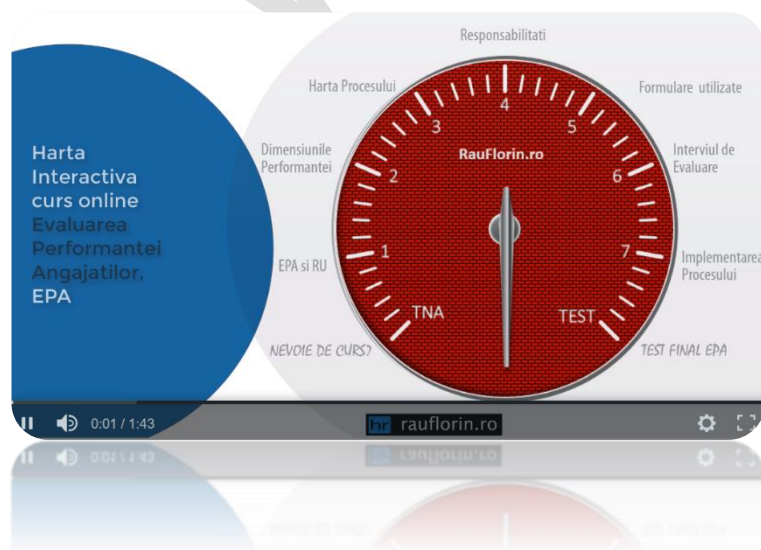 Harta
Interactiva
curs online
Evaluarea
Performantei
Angajatilor,
EPA
Responsabilitati
Harta Procesului
Formulare utilizate
Dimensiunile
Performantei
Interviul de
Evaluare
EPA si RU
Implementarea
Procesului
NEVOIE DE CURS?
TEST FINAL EPA
RauFlorin.ro
1
2
3
4
5
6
7
TNA
TEST
0:01 / 1:43
hr rauflorin.ro